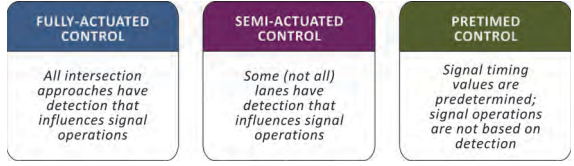 FULLY-ACTUATED
CONTROL
All intersection
approaches have
detection that
influences signal
operations
SEMI-ACTUATED
CONTROL
Some (not all)
lanes have
detection that
influences signal
operations
PRETIMED
CONTROL
Signal timing
values are
predetermined;
signal operations
are not based on
detection